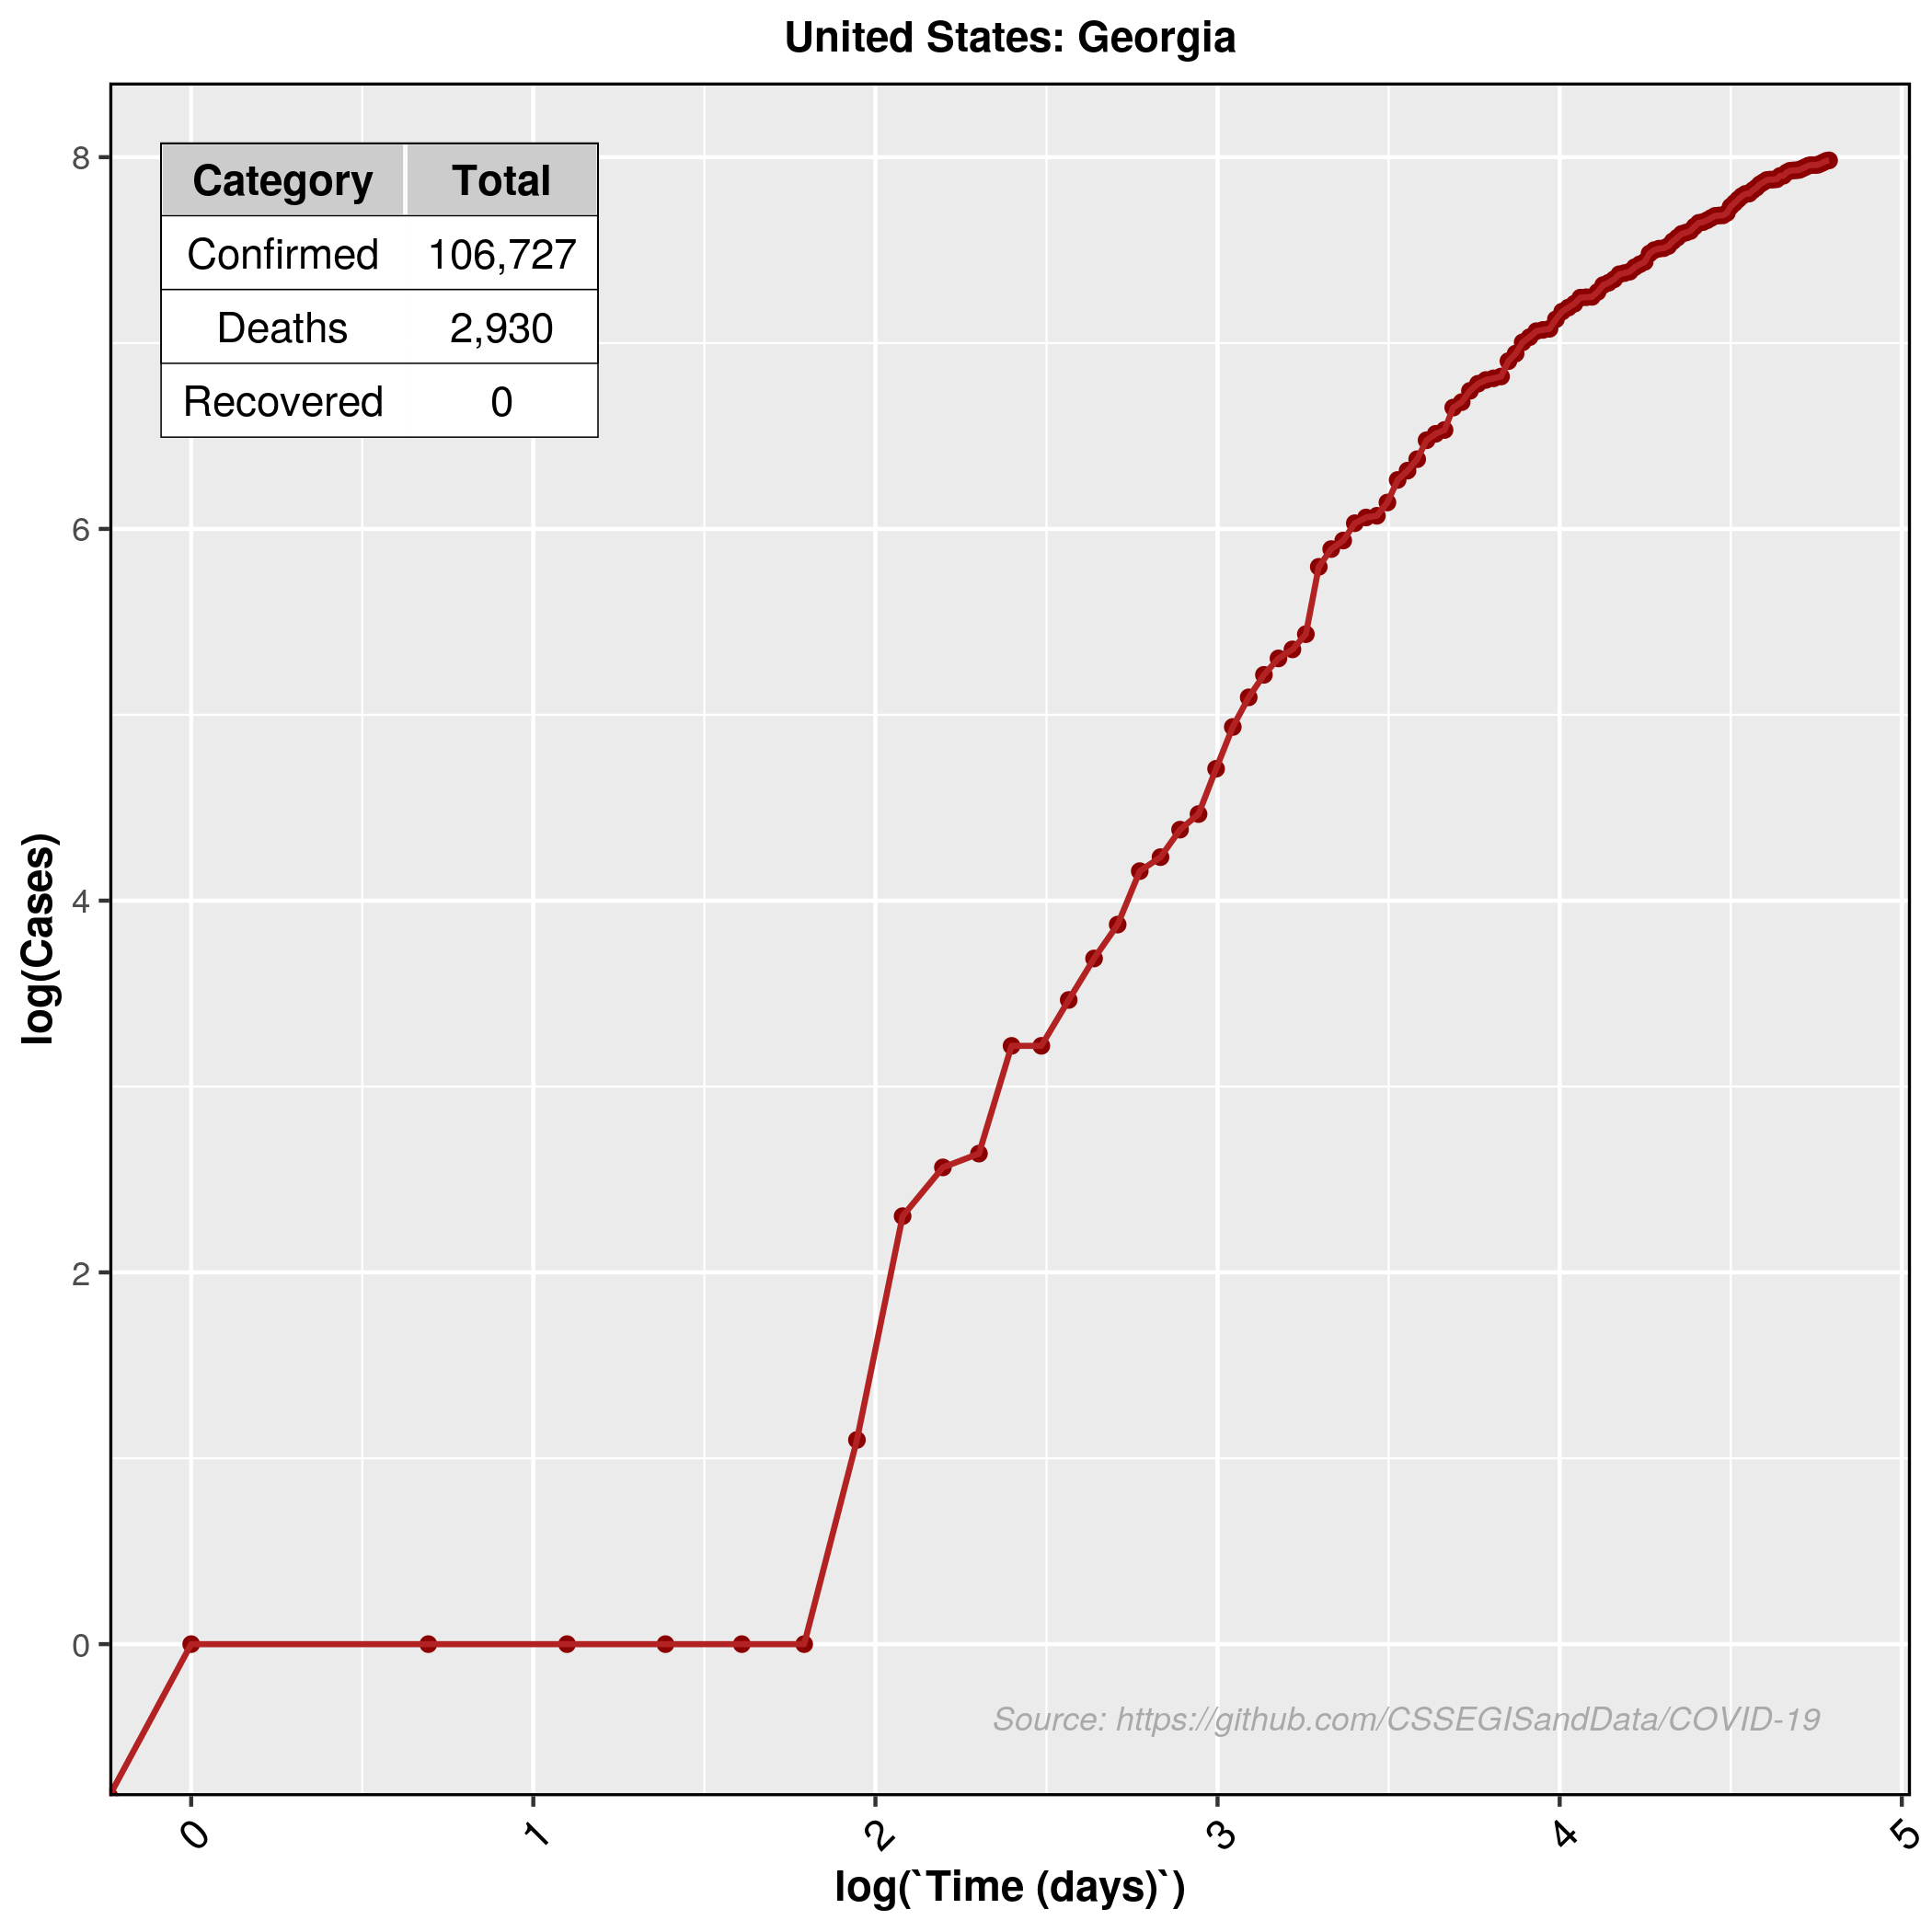 United States: Georgia
Category Total
Confirmed 106,727
Deaths 2,930
Recovered 0
8
6
4
2
0
log(Cases)
Source: https://github.com/CSSEGISandData/COVID-19
0 1 2 3 4 5
log(`Time (days)`)